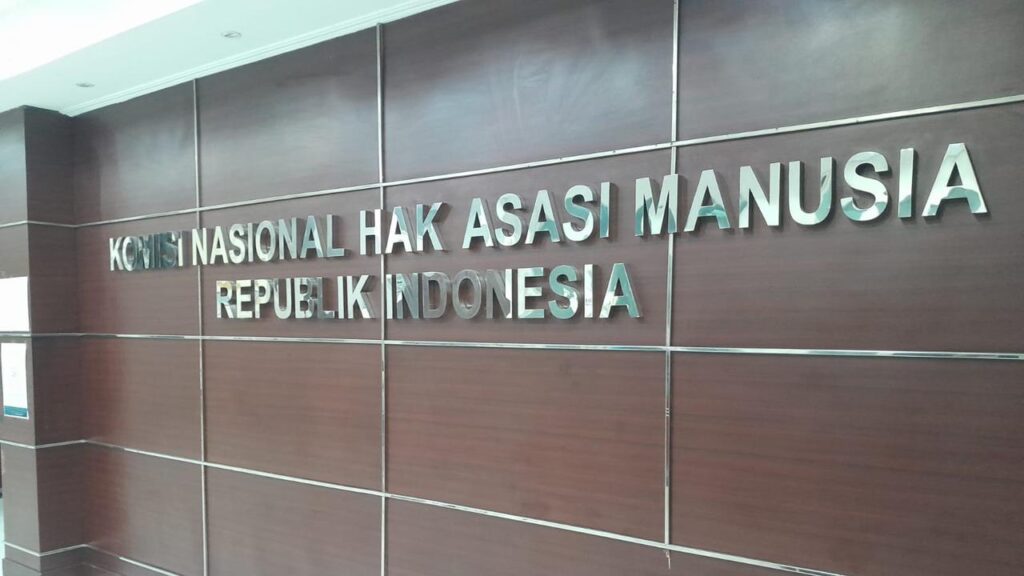 KOMISI NASIONAL HAK ASASI MANUSIA
REPUBLIK INDONESIA